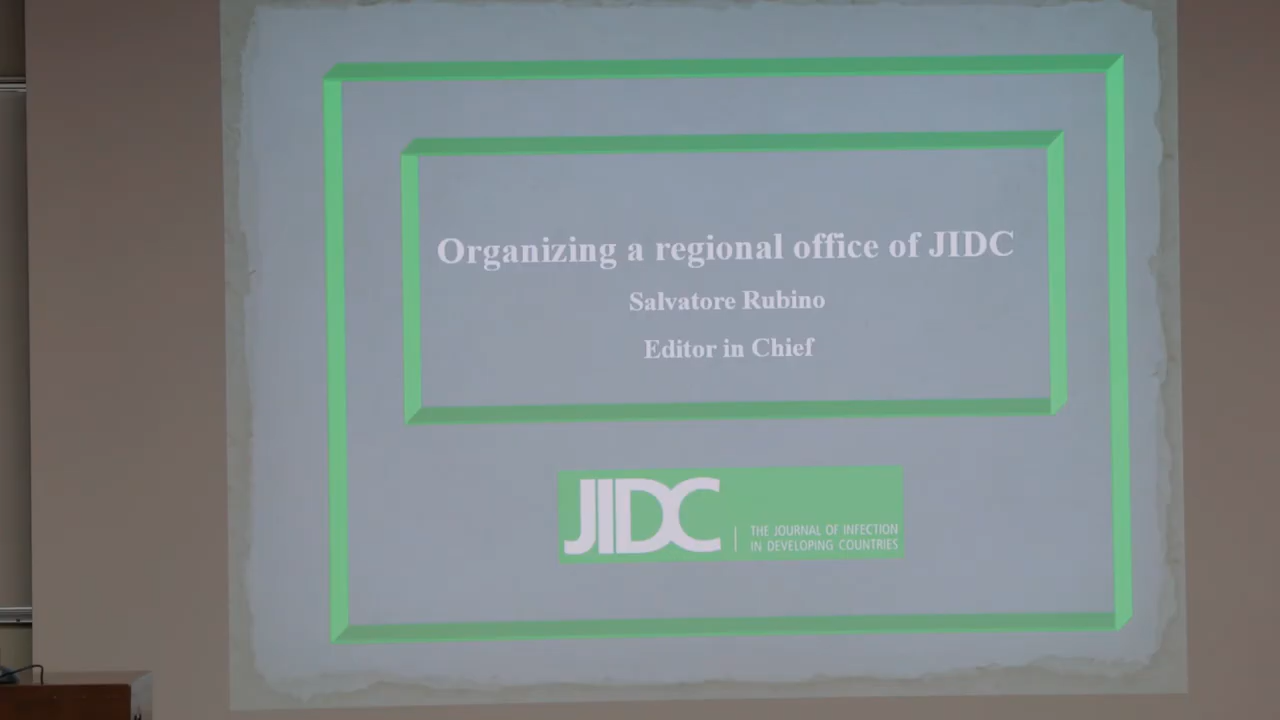 Organizing a regional office of JIDC
Salvatore Rubino
Editor in Chief
JIDC
THE JOURNAL OF INFECTION
IN DEVELOPING COUNTRIES